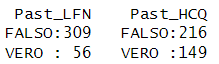 Past_LFN Past_HCQ
FALSO:309 FALSO:216
VERO : 56 VERO :149